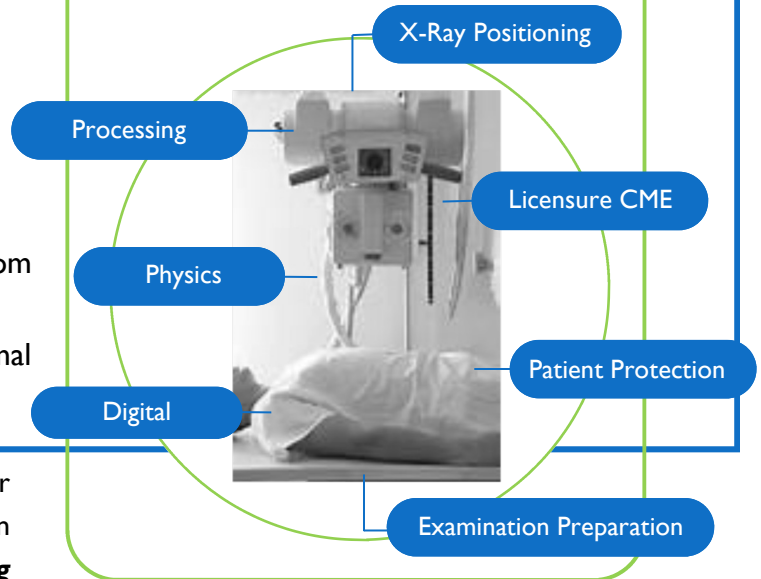 X-Ray Positioning
Processing
Licensure CME
Physics
Patient Protection
Digital
Examination Preparation